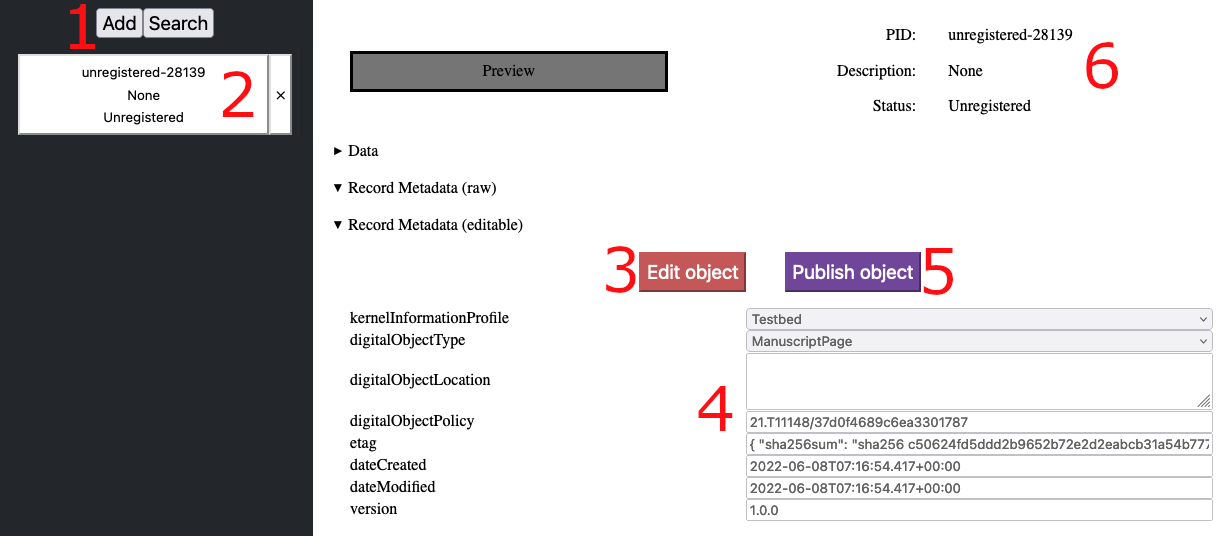 1 Add Search
unregistered-28139
None
Unregistered
2
×
Preview
PID: unregistered-28139
Description: None
Status: Unregistered
6
Data
Record Metadata (raw)
Record Metadata (editable)
3 Edit object Publish object 5
kernelInformationProfile Testbed
digitalObjectType ManuscriptPage
digitalObjectLocation
4
digitalObjectPolicy 21.T11148/37d0f4689c6ea3301787
etag { "sha256sum": "sha256 c50624fd5ddd2b9652b72e2d2eabcb31a54b777
dateCreated 2022-06-08T07:16:54.417+00:00
dateModified 2022-06-08T07:16:54.417+00:00
version 1.0.0